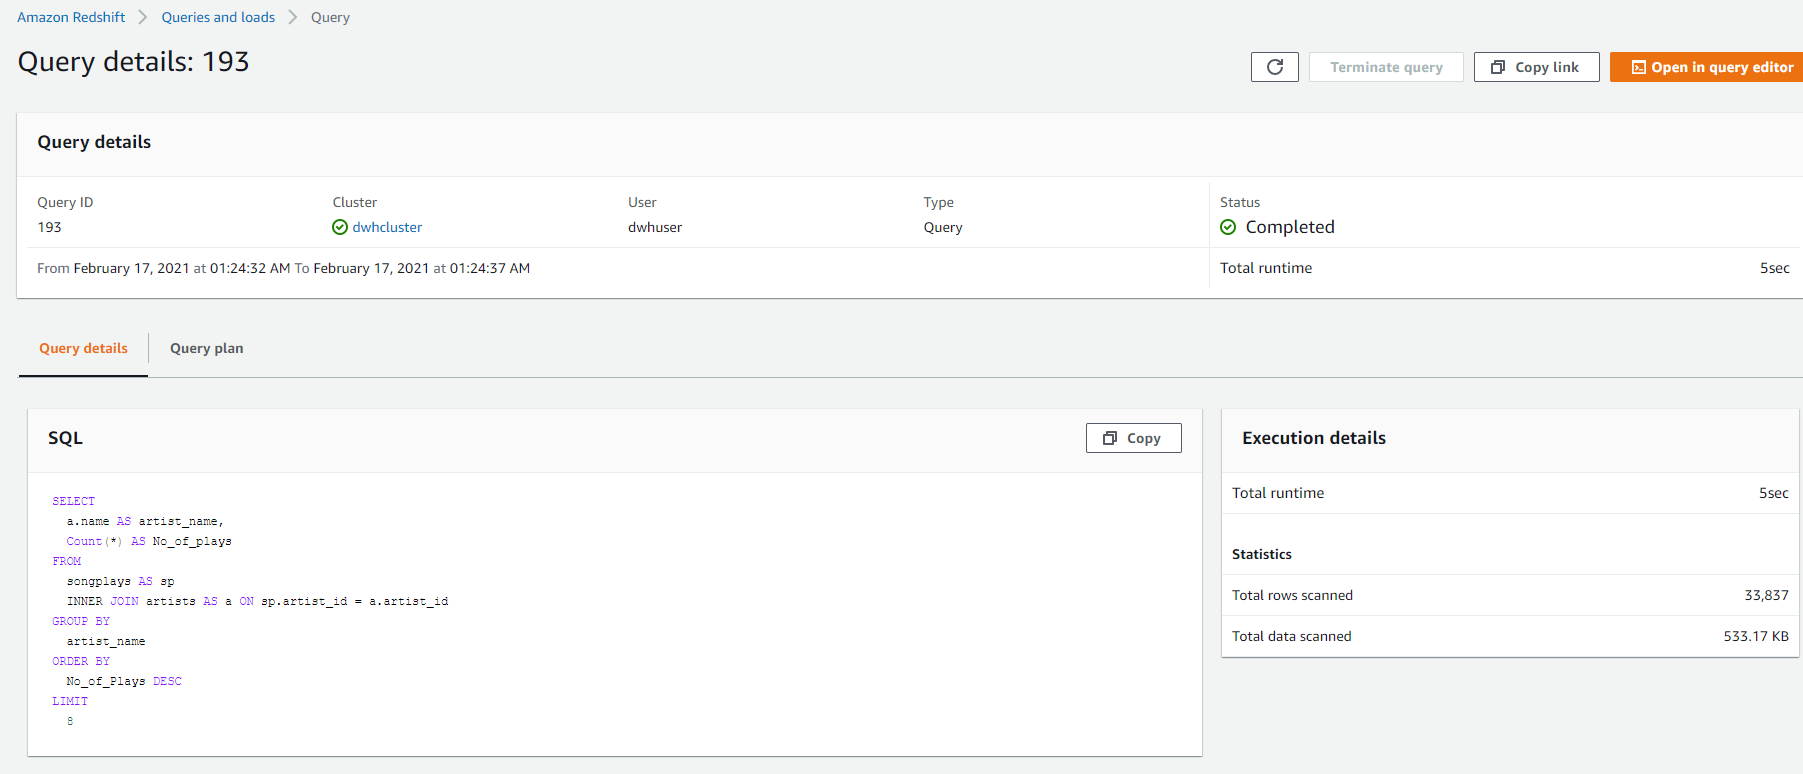 Amazon Redshift > Queries and loads > Query
Query details: 193
Terminate query
Copy link
Open in query editor
Query details
Query ID Cluster User Type Status
193 dwhcluster dwhuser Query Completed
From February 17, 2021 at 01:24:32 AM To February 17, 2021 at 01:24:37 AM
Total runtime 5sec
Query details Query plan
SQL
Copy
SELECT
a.name AS artist_name,
Count(*) AS No_of_plays
FROM
songplays AS sp
INNER JOIN artists AS a ON sp.artist_id = a.artist_id
GROUP BY
artist_name
ORDER BY
No_of_Plays DESC
LIMIT
8
Execution details
Total runtime 5sec
Statistics
Total rows scanned 33,837
Total data scanned 533.17 KB